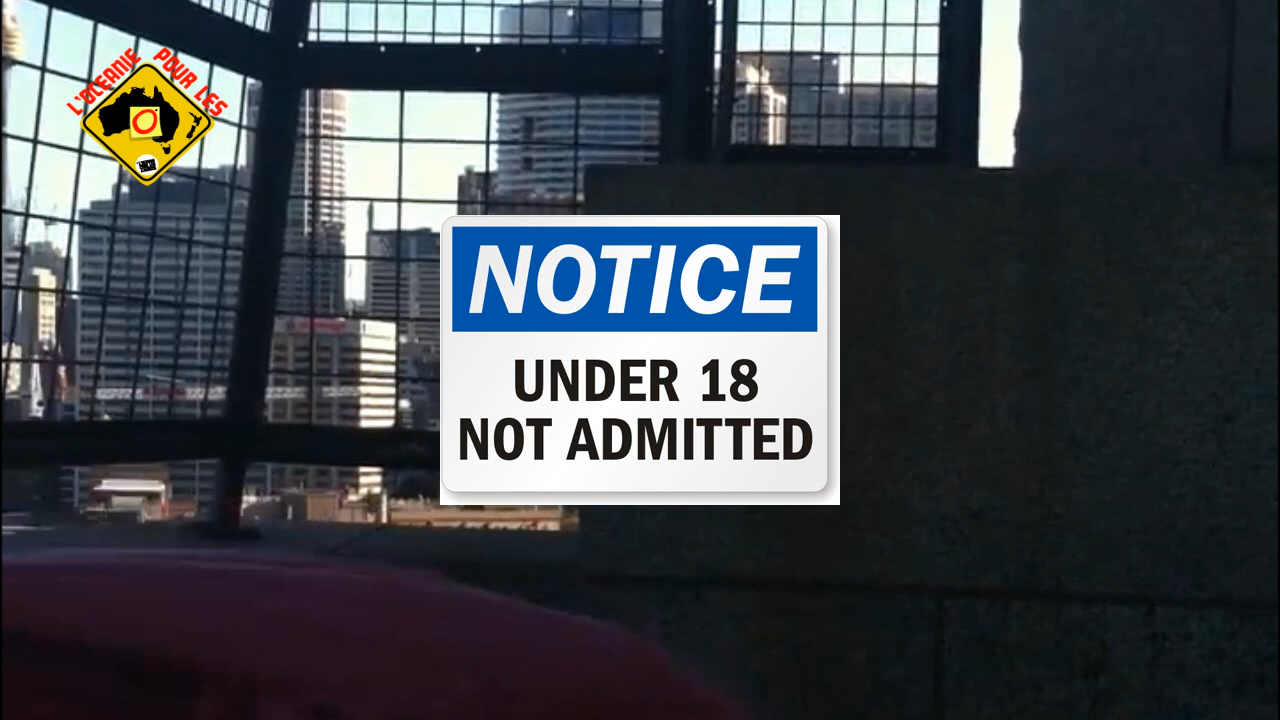 L'OCEANIE POUR LES
NOTICE
UNDER 18
NOT ADMITTED